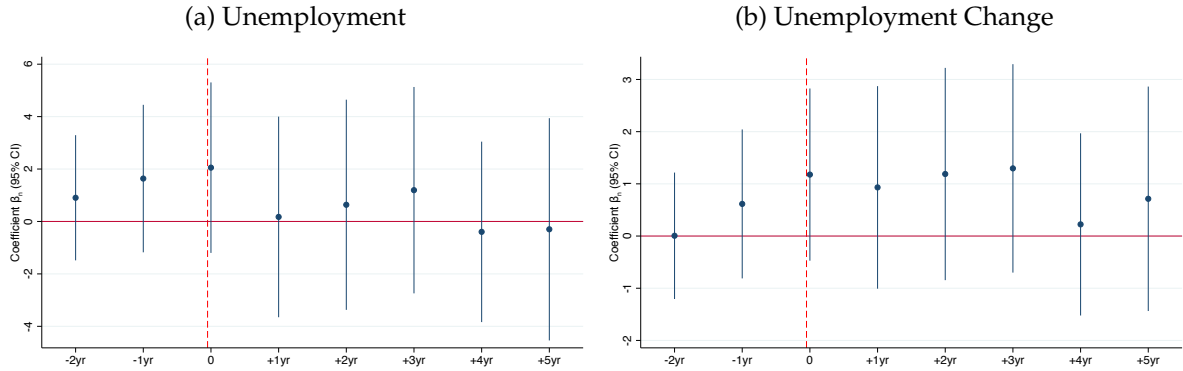 (a) Unemployment
Coefficient βn (95% CI)
6
4
2
0
-2
-4
-2yr -1yr 0 +1yr +2yr +3yr +4yr +5yr
(b) Unemployment Change
Coefficient βn (95% CI)
3
2
1
0
-1
-2
-2yr -1yr 0 +1yr +2yr +3yr +4yr +5yr